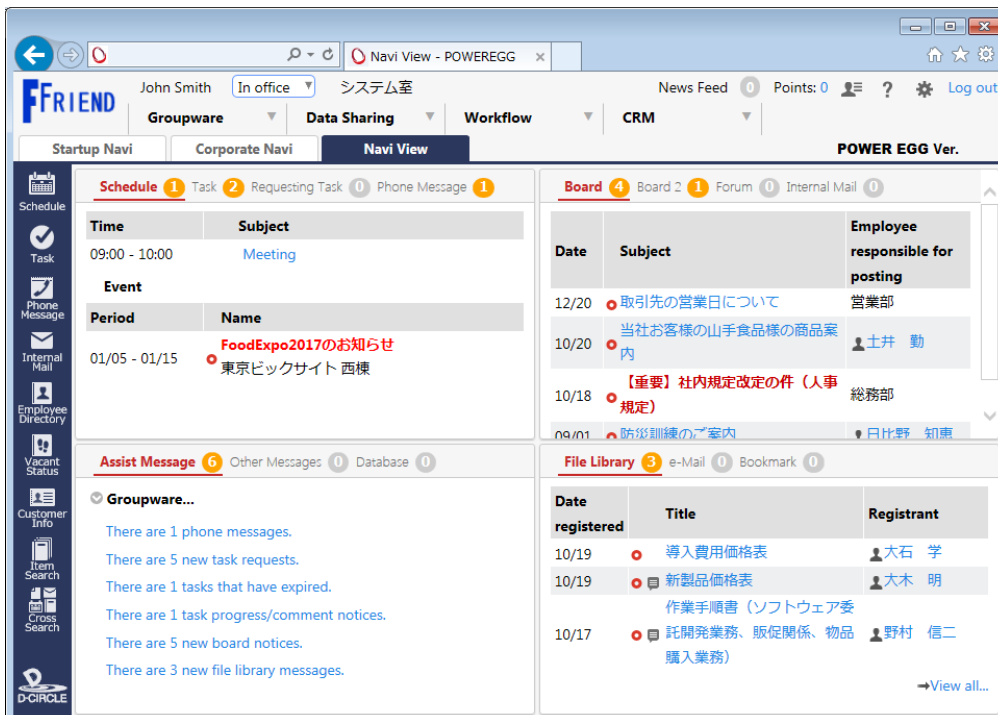 Navi View - POWEREGG
FRIEND
John Smith In office システム室 News Feed 0 Points: 0 ? Log out
Groupware Data Sharing Workflow CRM
Startup Navi Corporate Navi Navi View POWER EGG Ver.
Schedule
Task
Phone
Message
Internal
Mail
Employee
Directory
Vacant
Status
Customer
Info
Item
Search
Cross
Search
D-CIRCLE
Schedule 1 Task 2 Requesting Task 0 Phone Message 1
Time Subject
09:00 - 10:00 Meeting
Event
Period Name
01/05 - 01/15 FoodExpo2017のお知らせ
東京ビックサイト 西棟
Board 4 Board 2 1 Forum 0 Internal Mail 0
Date Subject Employee
responsible for
posting
12/20 取引先の営業日について 営業部
10/20 当社お客様の山手食品様の商品案
内 土井 勤
10/18 【重要】社内規定改定の件（人事
規定） 総務部
09/01 防災訓練のご案内 日比野 知恵
Assist Message 6 Other Messages 0 Database 0
Groupware...
There are 1 phone messages.
There are 5 new task requests.
There are 1 tasks that have expired.
There are 1 task progress/comment notices.
There are 5 new board notices.
There are 3 new file library messages.
File Library 3 e-Mail 0 Bookmark 0
Date
registered Title Registrant
10/19 導入費用価格表 大石 学
10/19 新製品価格表 大木 明
10/17 作業手順書（ソフトウェア委
託開発業務、販促関係、物品
購入業務） 野村 信二
→View all...